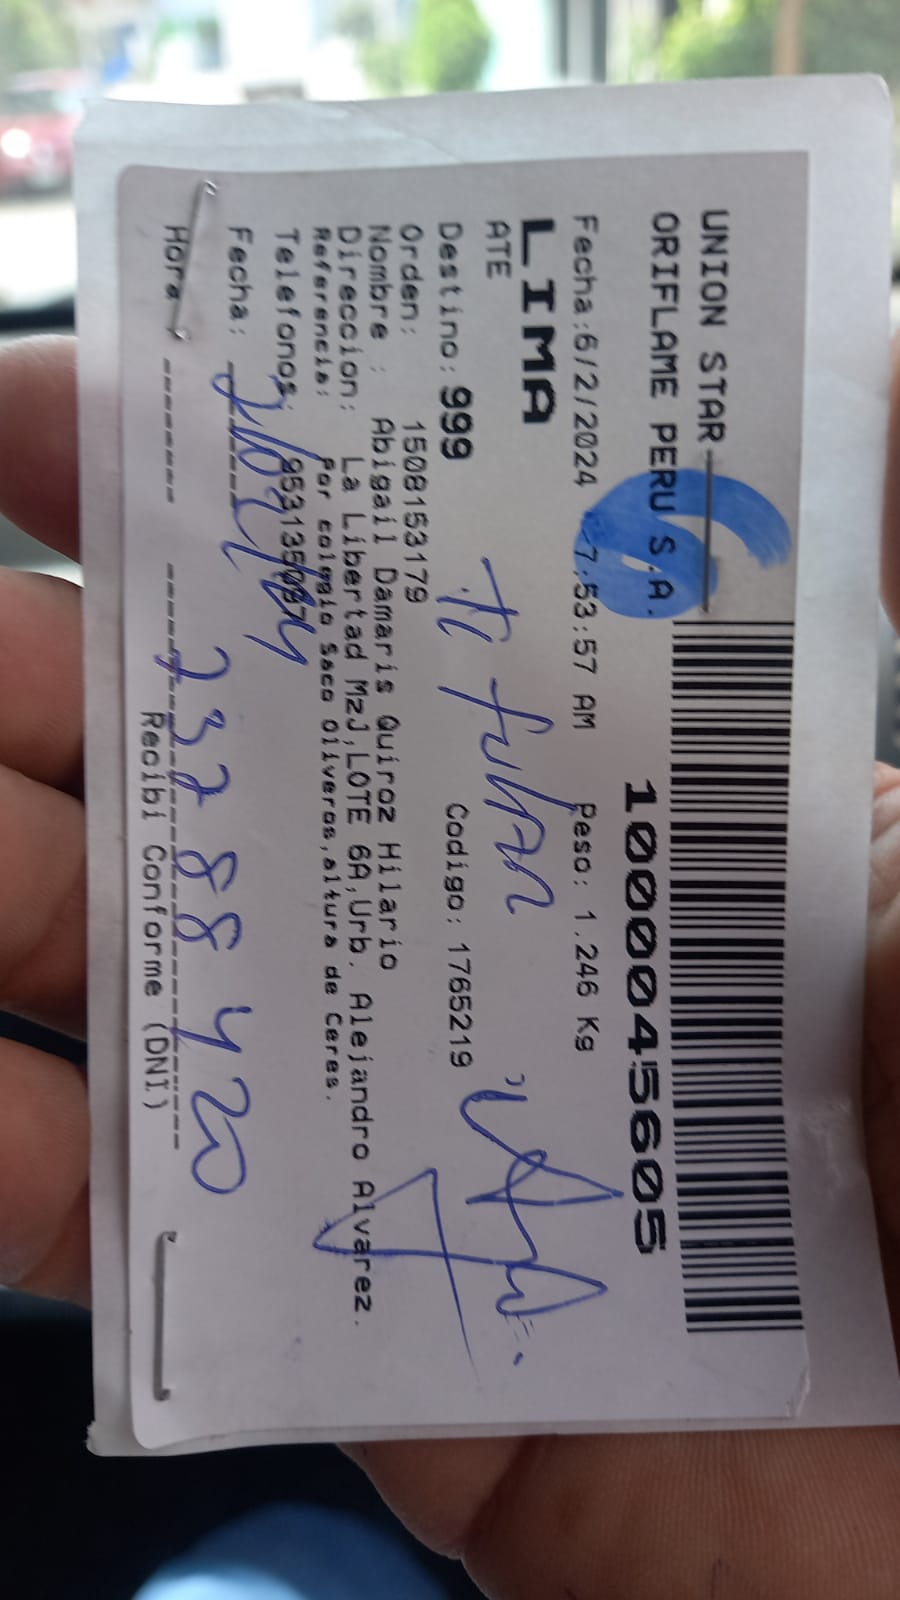 UNION STAR
ORIFLAME PERU S.A.
6
10000045605
Fecha:6/2/2024 7:53:57 AM Peso: 1.246 Kg
LIMA
ATE
Destino: 999 Codigo: 1765219
Orden: 1508153179
Nombre : Abigail Damaris Quiroz Hilario
Direccion: La Libertad MzJ,LOTE 6A,Urb. Alejandro Alvarez.
Referencia: Por colegio Saco Oliveros,altura de Ceres.
Telefonos:
Fecha:
Hora
Recibi Conforme (DNI)